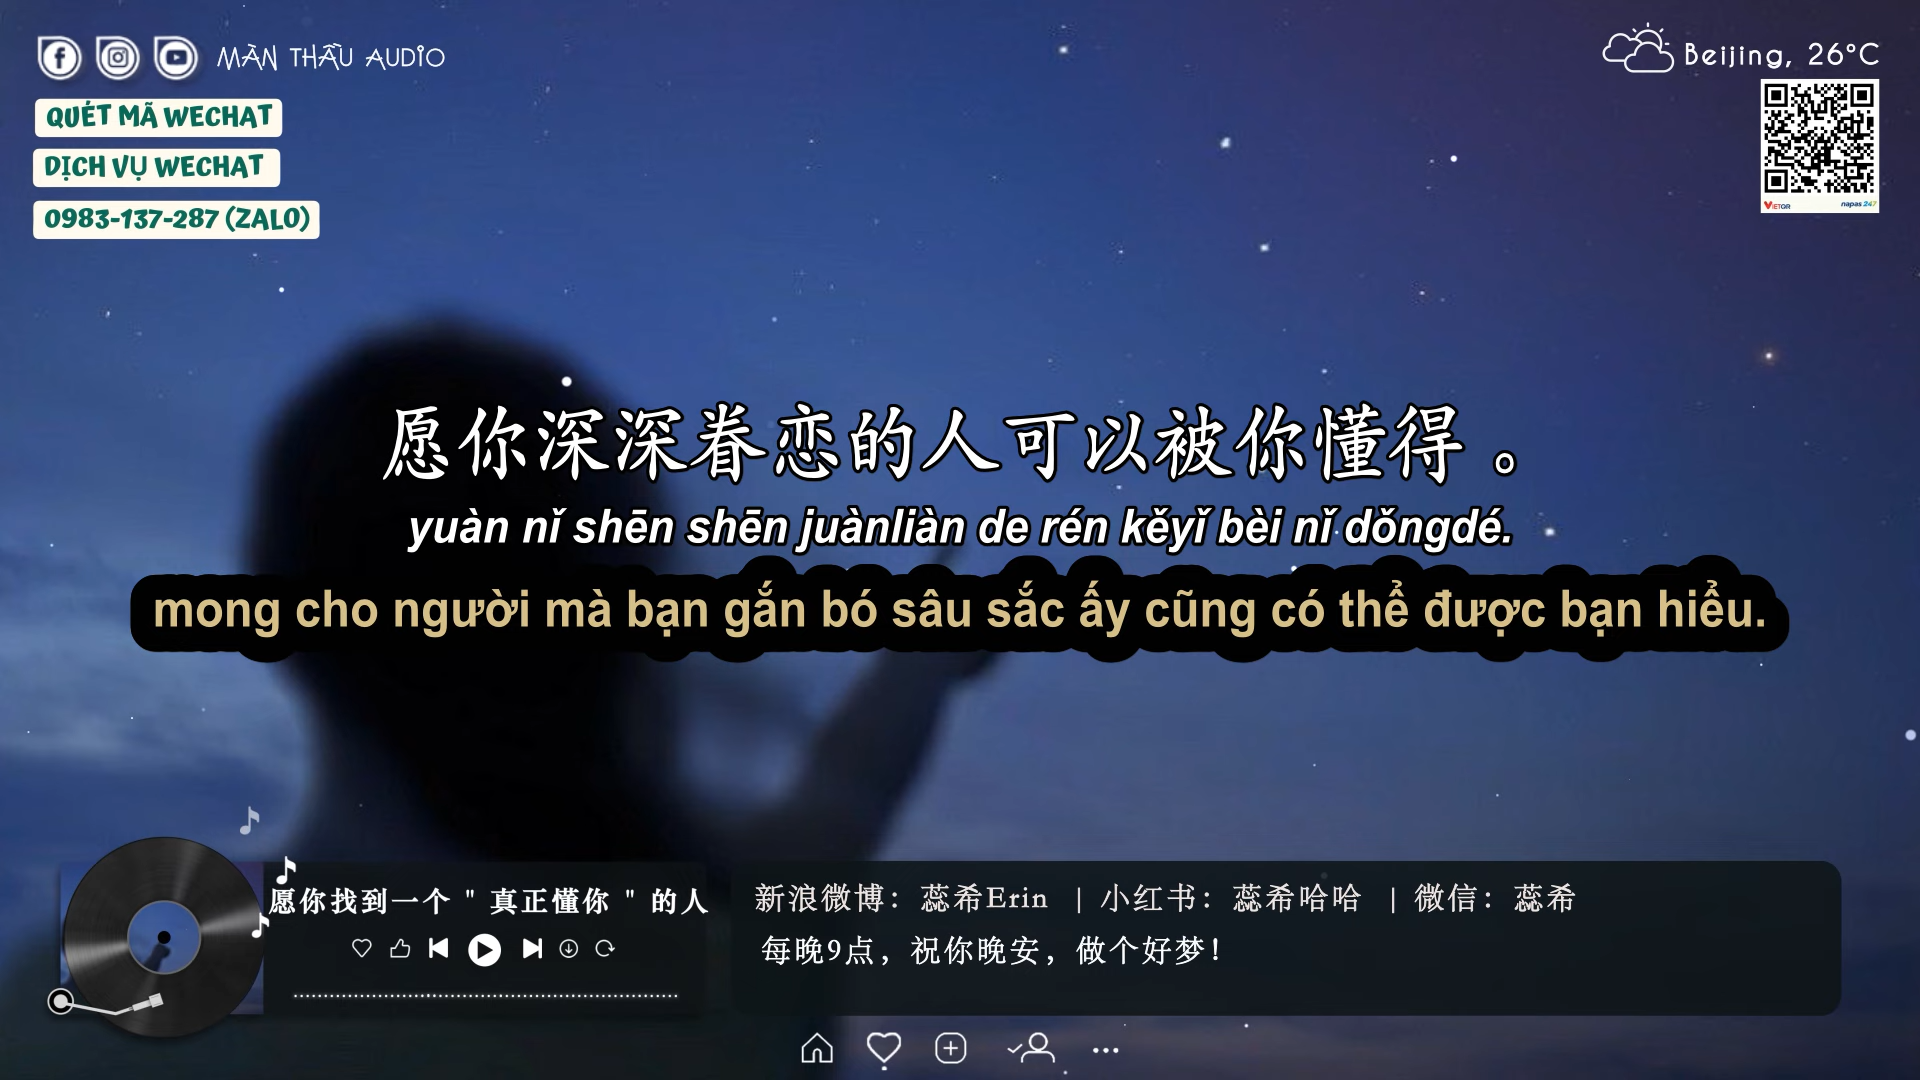 MÀN THẦU AUDIO
Beijing, 26°C
QUÉT MÃ WECHAT
DỊCH VỤ WECHAT
0983-137-287 (ZALO)
VIETQR napas 247
愿你深深眷恋的人可以被你懂得。
yuàn nǐ shēn shēn juànliàn de rén kěyǐ bèi nǐ dǒngdé.
mong cho người mà bạn gắn bó sâu sắc ấy cũng có thể được bạn hiểu.
愿你找到一个 " 真正懂你 " 的人
新浪微博：蕊希Erin | 小红书：蕊希哈哈 | 微信：蕊希
每晚9点，祝你晚安，做个好梦！